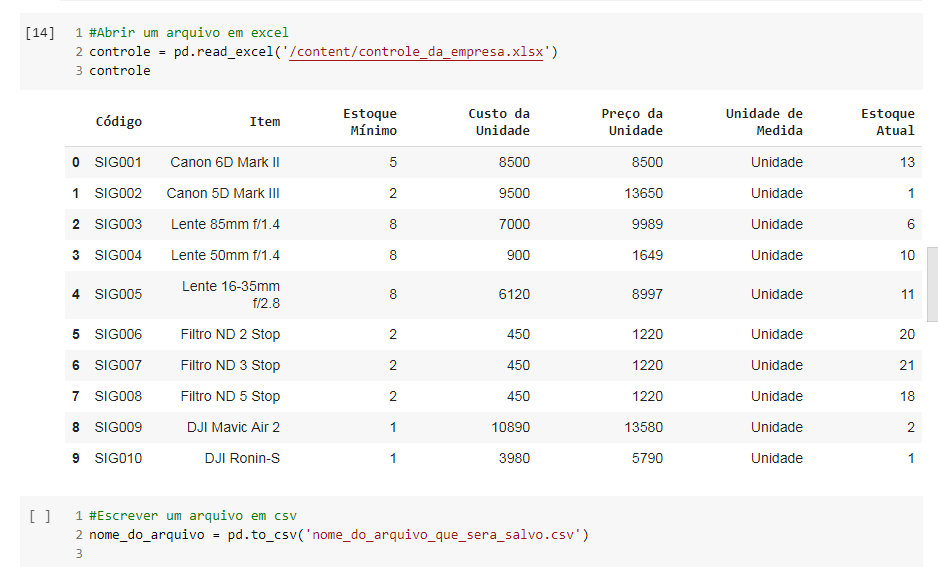 [14] 1 #Abrir um arquivo em excel
2 controle = pd.read_excel('/content/controle_da_empresa.xlsx')
3 controle
Código Item Estoque Mínimo Custo da Unidade Preço da Unidade Unidade de Medida Estoque Atual
0 SIG001 Canon 6D Mark II 5 8500 8500 Unidade 13
1 SIG002 Canon 5D Mark III 2 9500 13650 Unidade 1
2 SIG003 Lente 85mm f/1.4 8 7000 9989 Unidade 6
3 SIG004 Lente 50mm f/1.4 8 900 1649 Unidade 10
4 SIG005 Lente 16-35mm f/2.8 8 6120 8997 Unidade 11
5 SIG006 Filtro ND 2 Stop 2 450 1220 Unidade 20
6 SIG007 Filtro ND 3 Stop 2 450 1220 Unidade 21
7 SIG008 Filtro ND 5 Stop 2 450 1220 Unidade 18
8 SIG009 DJI Mavic Air 2 1 10890 13580 Unidade 2
9 SIG010 DJI Ronin-S 1 3980 5790 Unidade 1
[ ] 1 #Escrever um arquivo em csv
2 nome_do_arquivo = pd.to_csv('nome_do_arquivo_que_sera_salvo.csv')
3